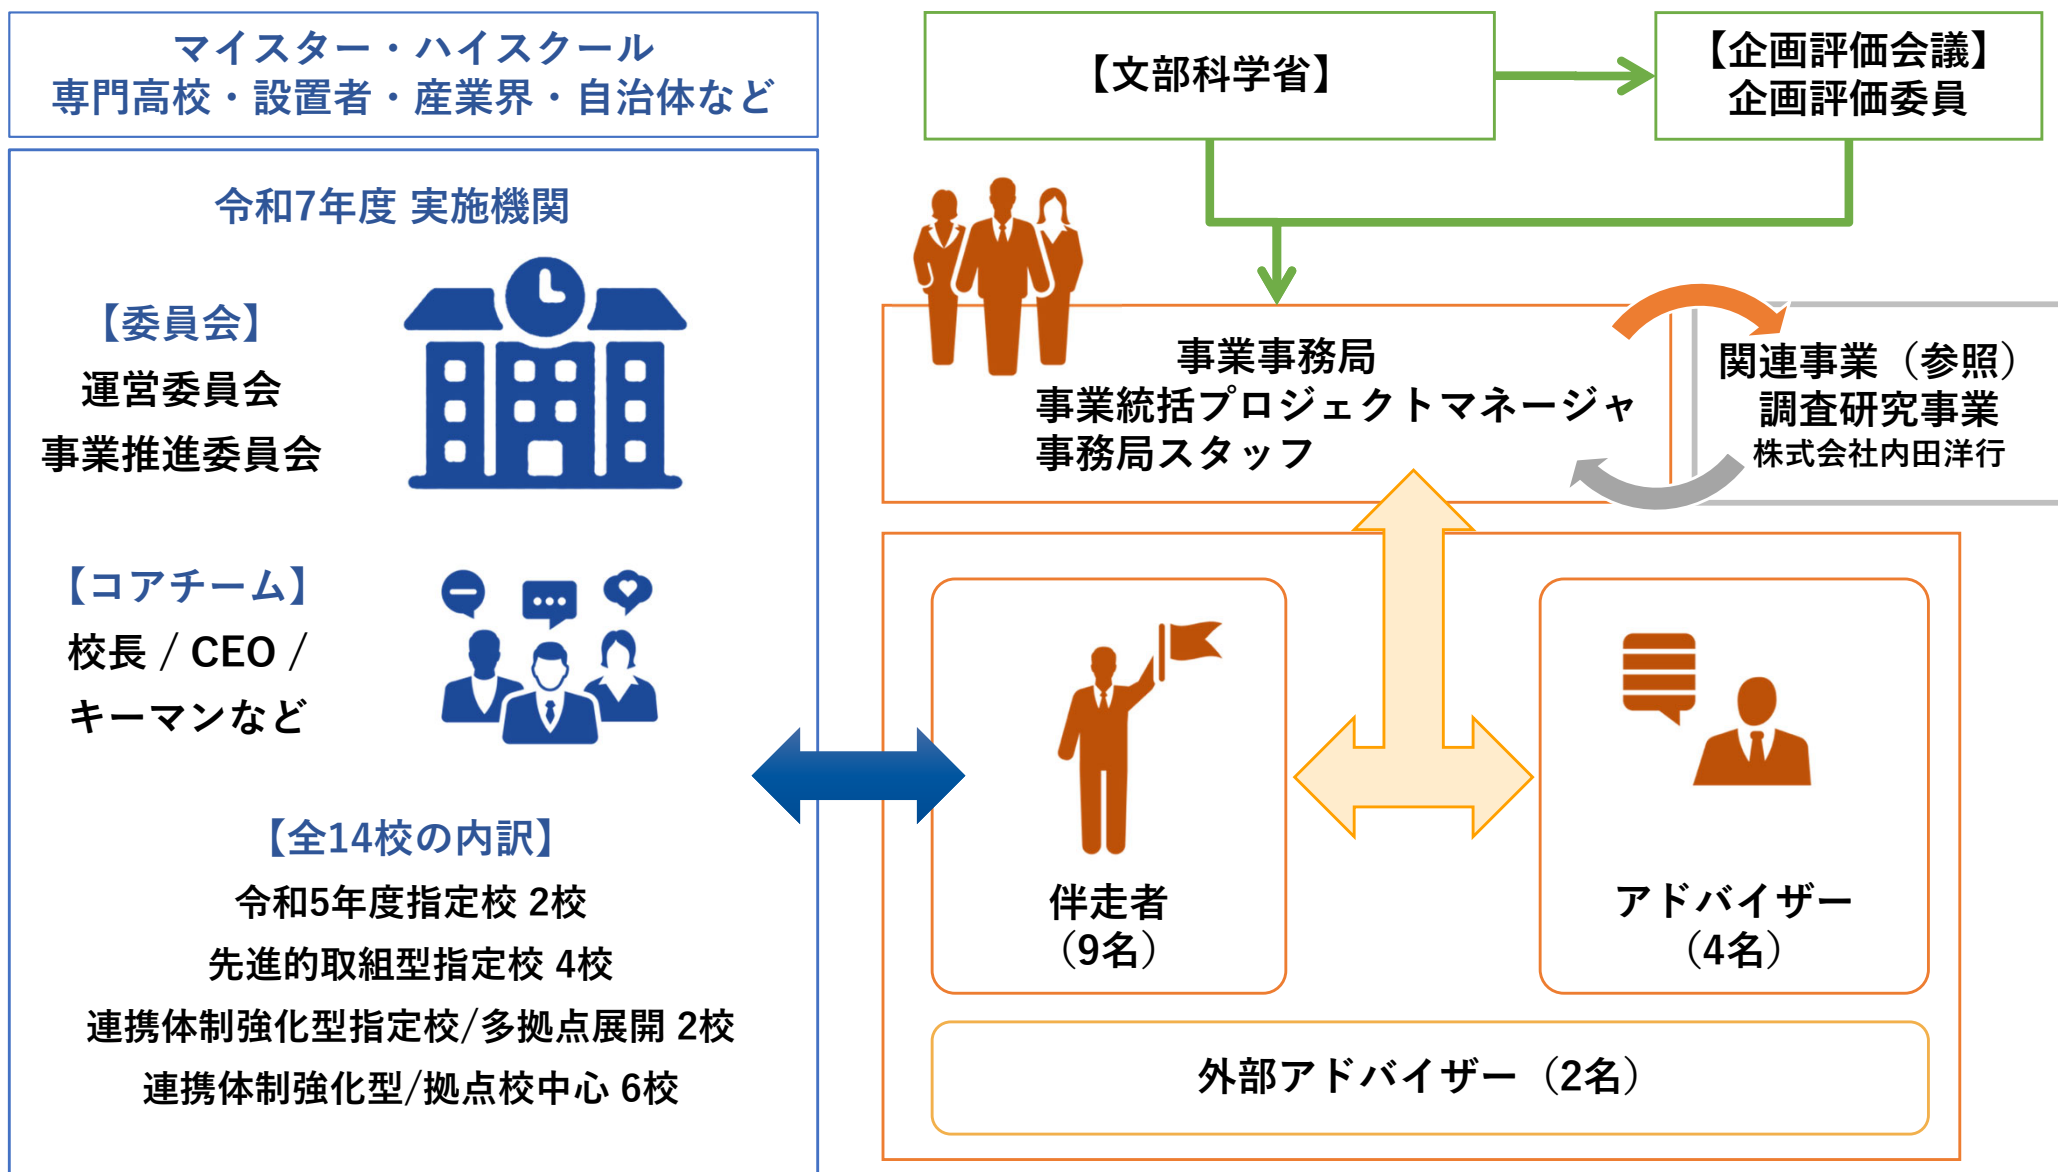 マイスター・ハイスクール
専門高校・設置者・産業界・自治体など
令和7年度 実施機関
【委員会】
運営委員会
事業推進委員会
【コアチーム】
校長 / CEO /
キーマンなど
【全14校の内訳】
令和5年度指定校 2校
先進的取組型指定校 4校
連携体制強化型指定校/多拠点展開 2校
連携体制強化型/拠点校中心 6校
【文部科学省】
【企画評価会議】
企画評価委員
事業事務局
事業統括プロジェクトマネージャ
事務局スタッフ
関連事業（参照）
調査研究事業
株式会社内田洋行
伴走者
（9名）
アドバイザー
（4名）
外部アドバイザー（2名）